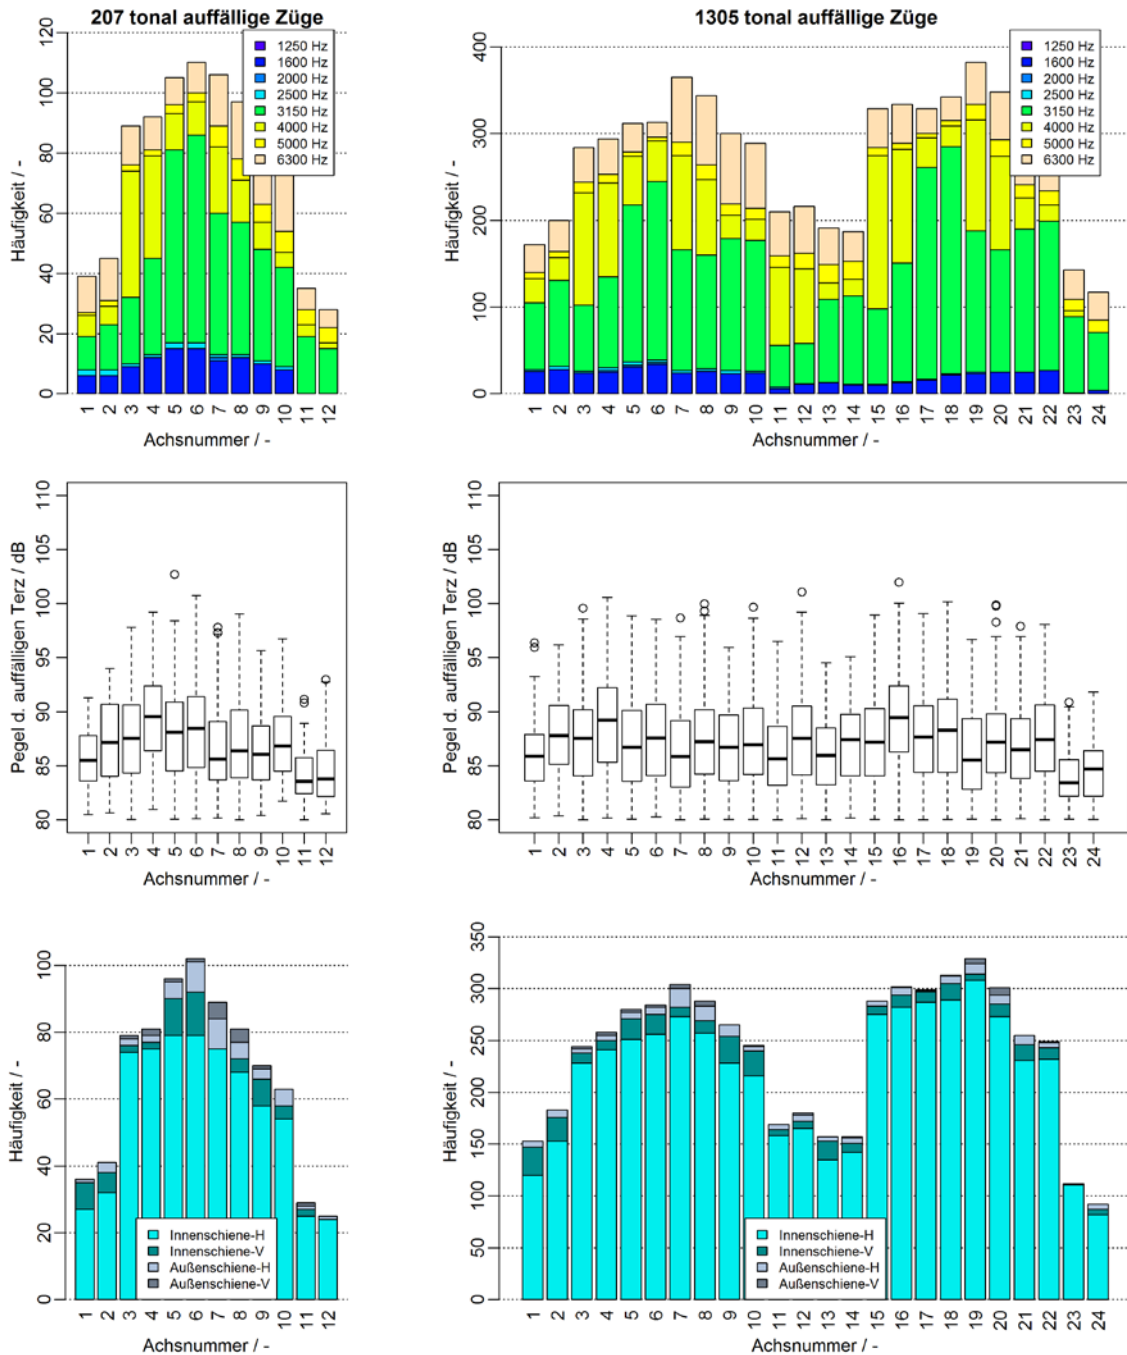 207 tonal auffällige Züge
Häufigkeit / -
0 20 40 60 80 100 120
1250 Hz
1600 Hz
2000 Hz
2500 Hz
3150 Hz
4000 Hz
5000 Hz
6300 Hz
1 2 3 4 5 6 7 8 9 10 11 12
Achsnummer / -
1305 tonal auffällige Züge
Häufigkeit / -
0 100 200 300 400
1250 Hz
1600 Hz
2000 Hz
2500 Hz
3150 Hz
4000 Hz
5000 Hz
6300 Hz
1 2 3 4 5 6 7 8 9 10 11 12 13 14 15 16 17 18 19 20 21 22 23 24
Achsnummer / -
Pegel d. auffälligen Terz / dB
80 85 90 95 100 105 110
1 2 3 4 5 6 7 8 9 10 11 12
Achsnummer / -
Pegel d. auffälligen Terz / dB
80 85 90 95 100 105 110
1 2 3 4 5 6 7 8 9 10 11 12 13 14 15 16 17 18 19 20 21 22 23 24
Achsnummer / -
Häufigkeit / -
0 20 40 60 80 100
Innenschiene-H
Innenschiene-V
Außenschiene-H
Außenschiene-V
1 2 3 4 5 6 7 8 9 10 11 12
Achsnummer / -
Häufigkeit / -
0 50 100 150 200 250 300 350
Innenschiene-H
Innenschiene-V
Außenschiene-H
Außenschiene-V
1 2 3 4 5 6 7 8 9 10 11 12 13 14 15 16 17 18 19 20 21 22 23 24
Achsnummer / -